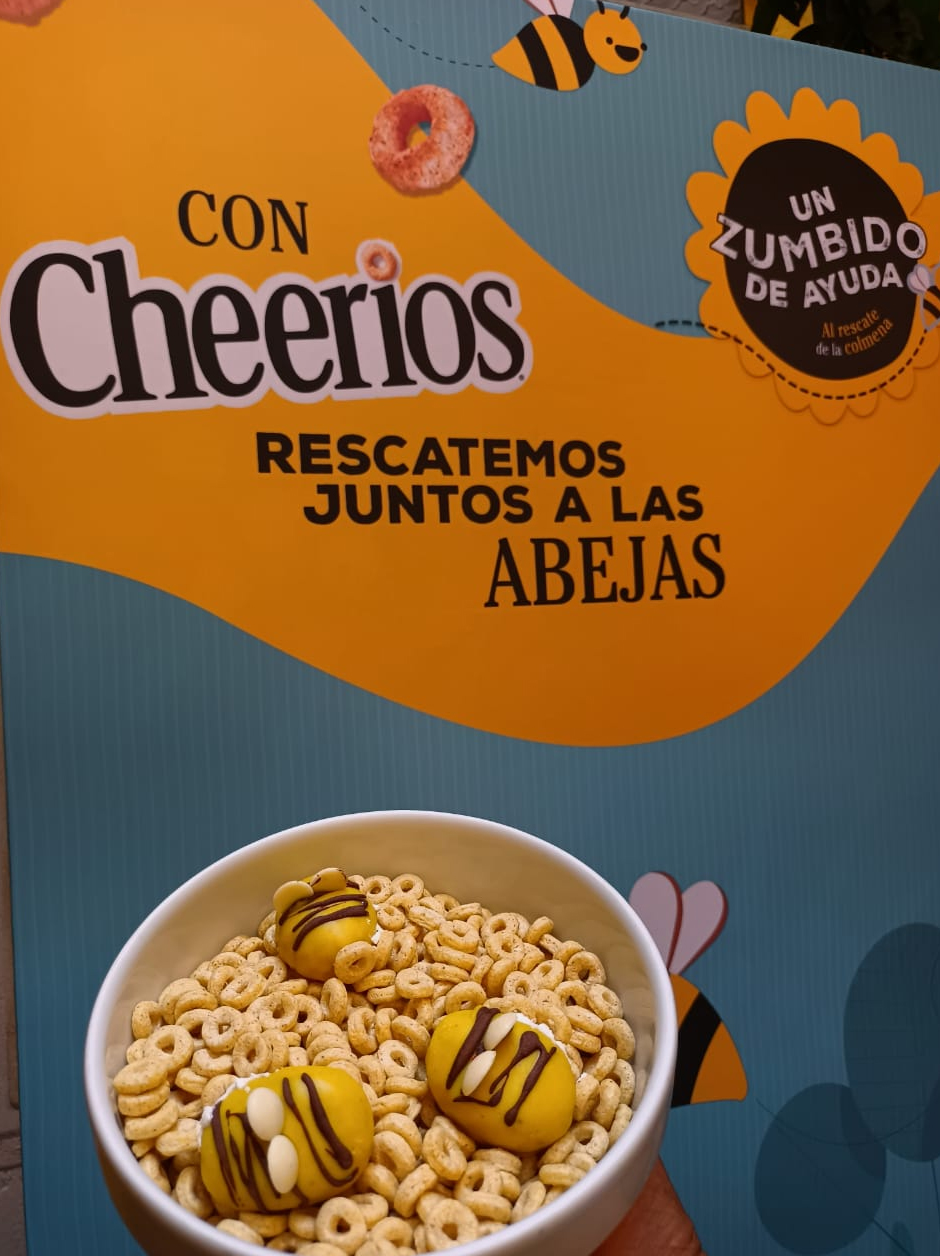 CON
Cheerios
RESCATEMOS
JUNTOS A LAS
ABEJAS
UN
ZUMBIDO
DE AYUDA
Al rescate
de la colmena